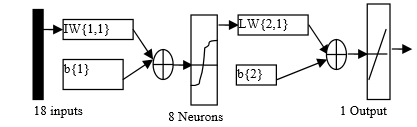 IW{1,1}
LW{2,1}
b{1}
b{2}
18 inputs
8 Neurons
1 Output